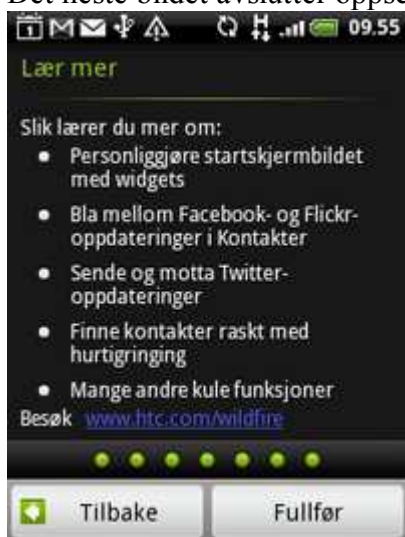 Det neste bildet avslutter oppse
1
09.55
Lær mer
Slik lærer du mer om:
Personliggjøre startskjermbildet
med widgets
Bla mellom Facebook- og Flickr-
oppdateringer i Kontakter
Sende og motta Twitter-
oppdateringer
Finne kontakter raskt med
hurtigringing
Mange andre kule funksjoner
Besøk www.htc.com/wildfire
Tilbake Fullfør